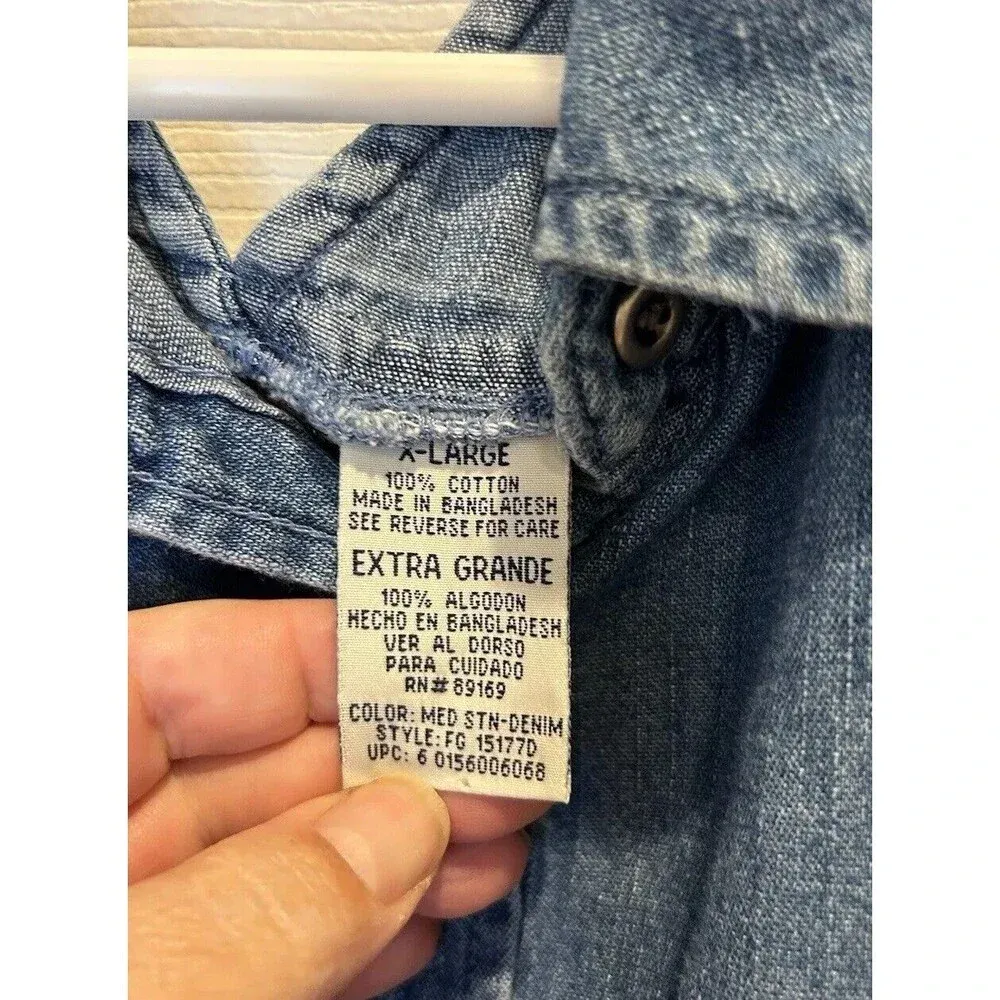 X-LARGE
100% COTTON
MADE IN BANGLADESH
SEE REVERSE FOR CARE
EXTRA GRANDE
100% ALGODON
HECHO EN BANGLADESH
VER AL DORSO
PARA CUIDADO
RN# 89169
COLOR: MED STN-DENIM
STYLE: FG 15177D
UPC: 6 0156006068